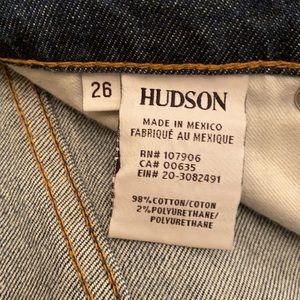 26
HUDSON
MADE IN MEXICO
FABRIQUÉ AU MEXIQUE
RN# 107906
CA# 00635
EIN# 20-3082491
98% COTTON/COTON
2% POLYURETHANE/
POLYURETHANE